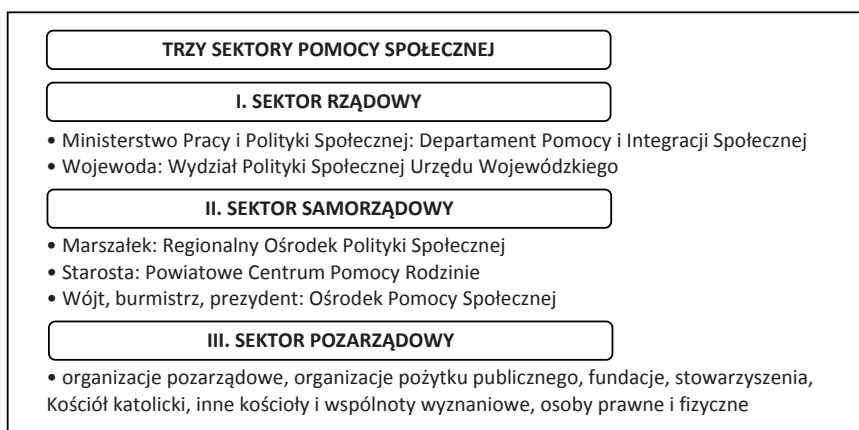 TRZY SEKTORY POMOCY SPOŁECZNEJ
I. SEKTOR RZĄDOWY
• Ministerstwo Pracy i Polityki Społecznej: Departament Pomocy i Integracji Społecznej
• Wojewoda: Wydział Polityki Społecznej Urzędu Wojewódzkiego
II. SEKTOR SAMORZĄDOWY
• Marszałek: Regionalny Ośrodek Polityki Społecznej
• Starosta: Powiatowe Centrum Pomocy Rodzinie
• Wójt, burmistrz, prezydent: Ośrodek Pomocy Społecznej
III. SEKTOR POZARZĄDOWY
• organizacje pozarządowe, organizacje pożytku publicznego, fundacje, stowarzyszenia,
Kościół katolicki, inne kościoły i wspólnoty wyznaniowe, osoby prawne i fizyczne